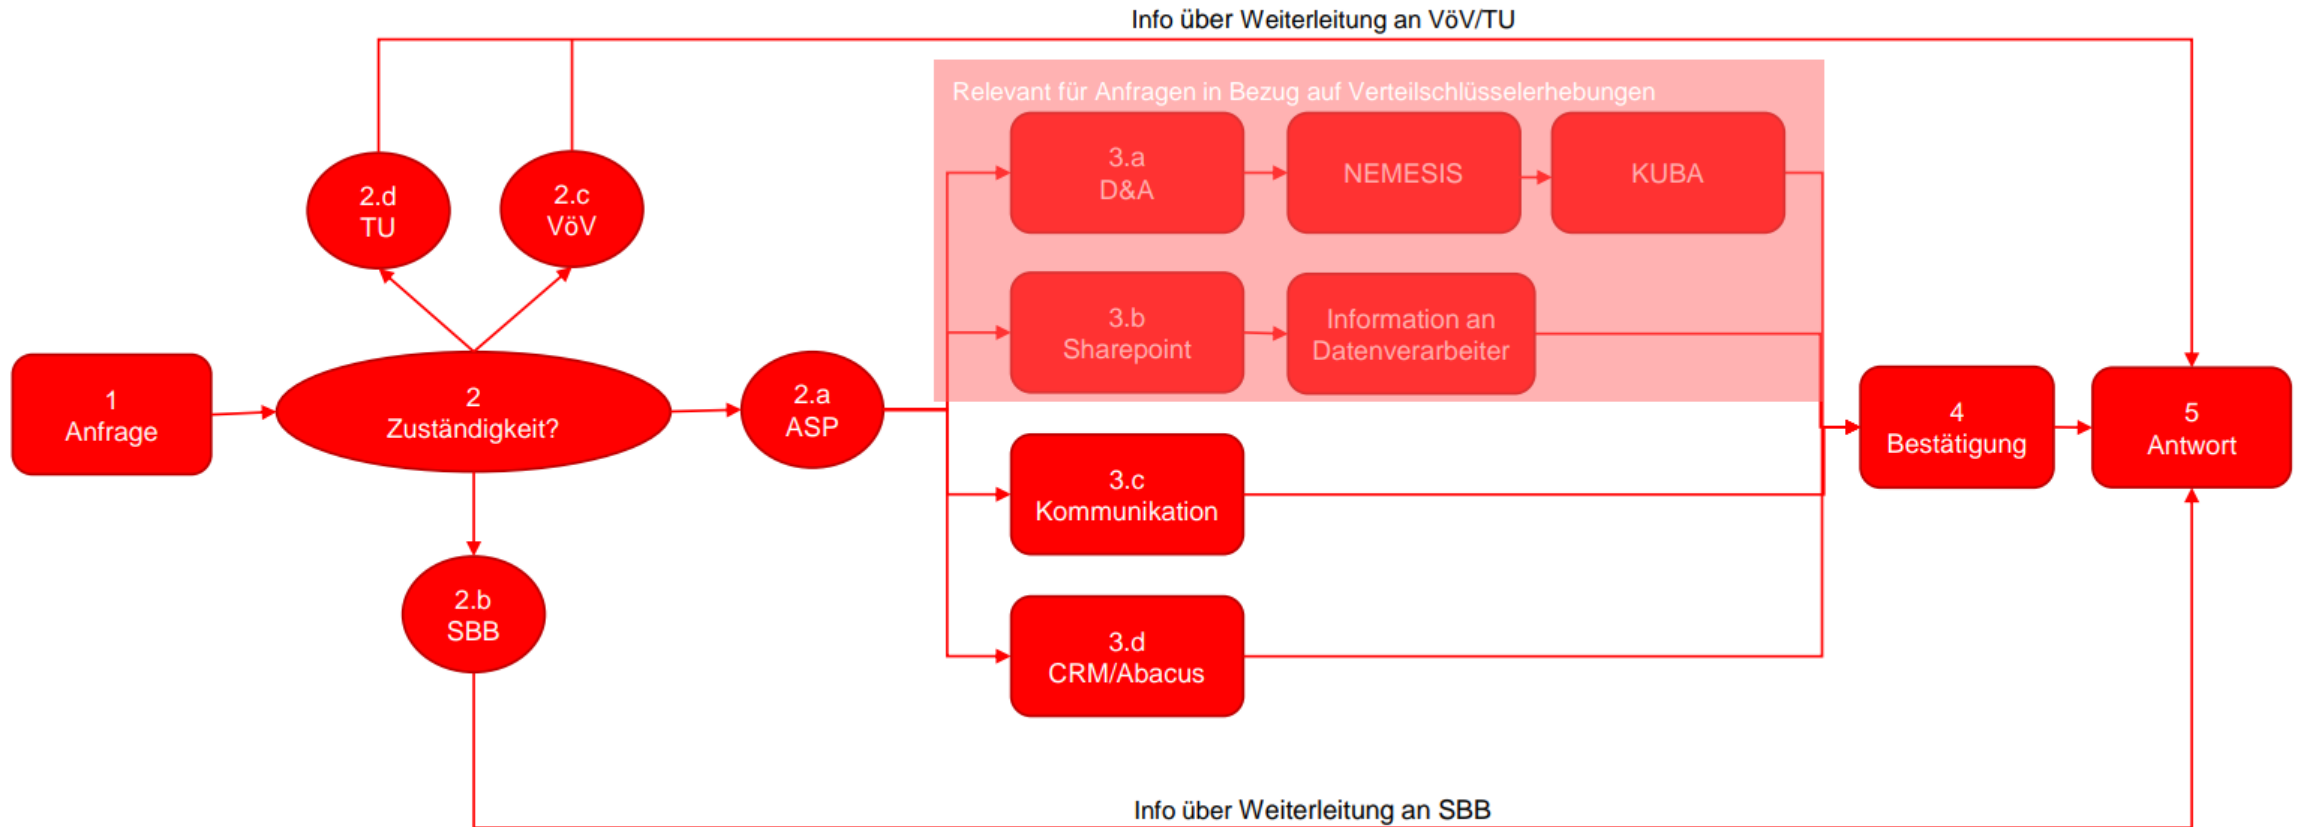 Info über Weiterleitung an VöV/TU
Relevant für Anfragen in Bezug auf Verteilschlüsselerhebungen
3.a
D&A
NEMESIS
KUBA
2.d
TU
2.c
VöV
3.b
Sharepoint
Information an
Datenverarbeiter
1
Anfrage
2
Zuständigkeit?
2.a
ASP
4
Bestätigung
5
Antwort
3.c
Kommunikation
2.b
SBB
3.d
CRM/Abacus
Info über Weiterleitung an SBB